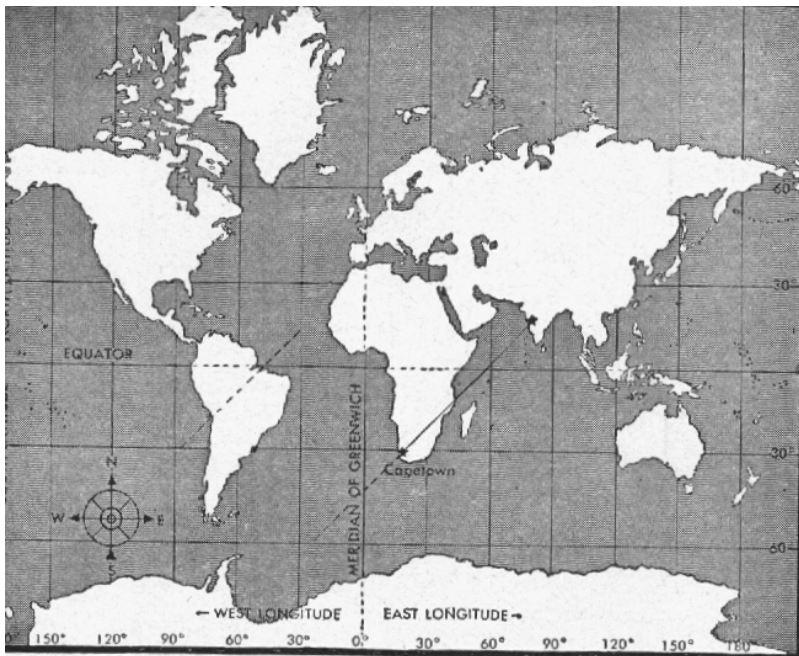 60°
30°
EQUATOR
MERIDIAN OF GREENWICH
Capetown
30°
N
W
E
S
60
← WEST LONGITUDE
EAST LONGITUDE →
0° 150° 120° 90° 60° 30° 0° 30° 60° 90° 120° 150° 180°